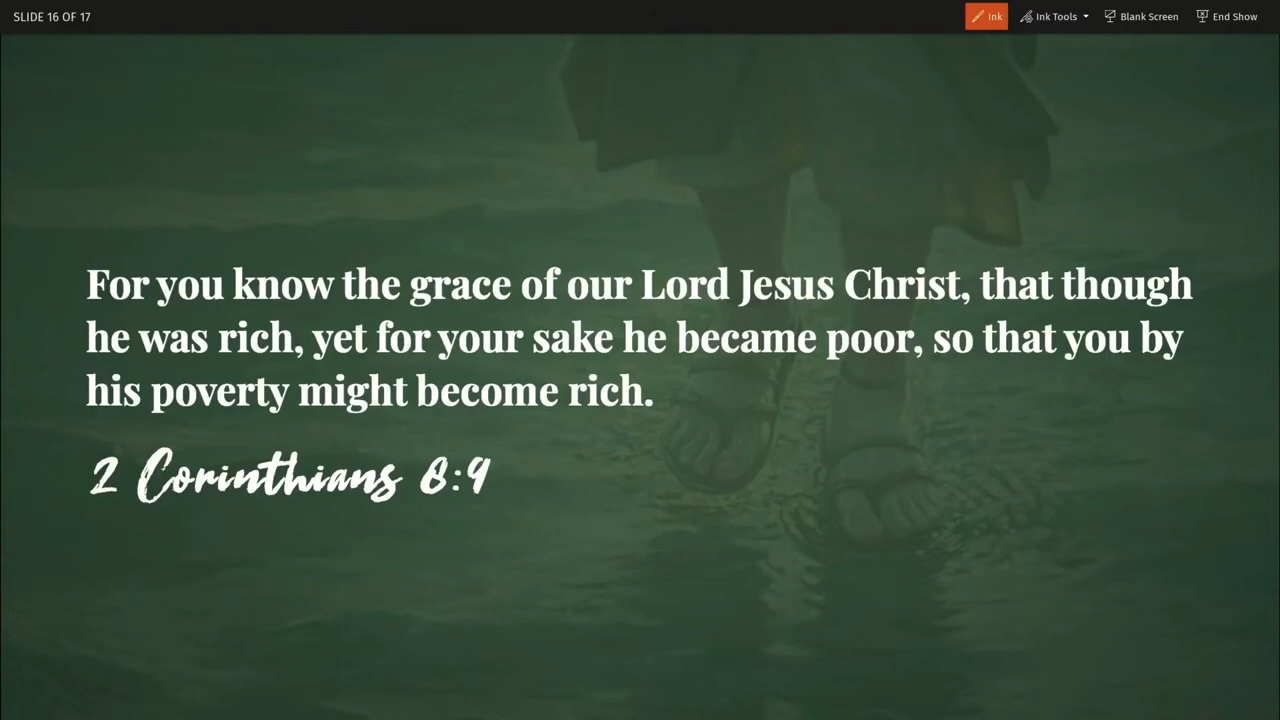 SLIDE 16 OF 17
Ink
Ink Tools
Blank Screen
End Show
For you know the grace of our Lord Jesus Christ, that though
he was rich, yet for your sake he became poor, so that you by
his poverty might become rich.
2 Corinthians 8:9